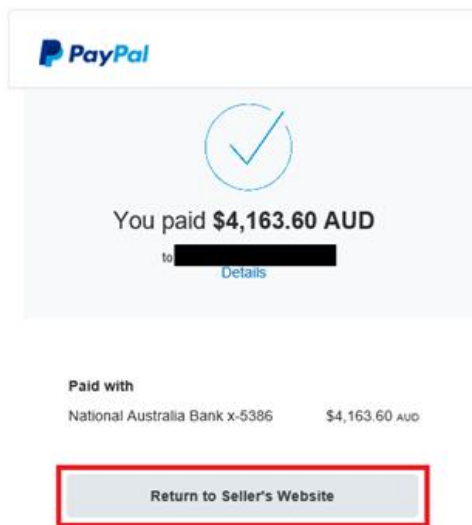 PayPal
You paid $4,163.60 AUD
to
Details
Paid with
National Australia Bank x-5386 $4,163.60 AUD
Return to Seller's Website